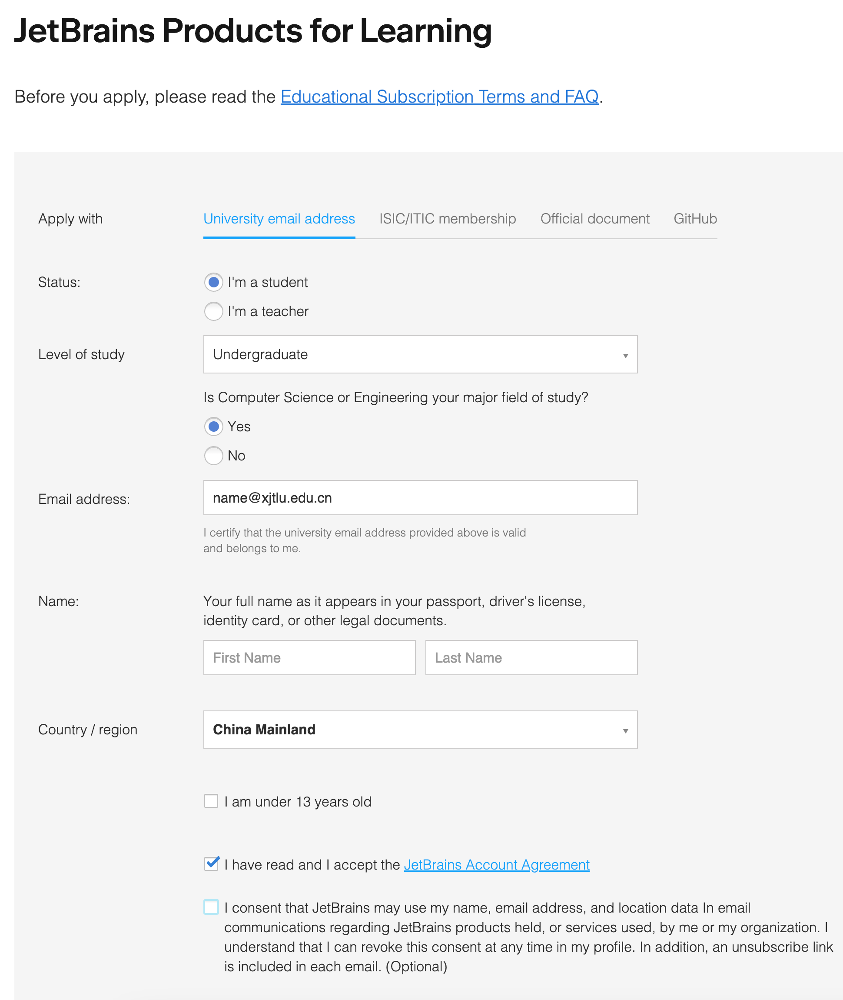 JetBrains Products for Learning
Before you apply, please read the Educational Subscription Terms and FAQ.
Apply with
University email address
ISIC/ITIC membership
Official document
GitHub
Status:
I'm a student
I'm a teacher
Level of study
Undergraduate
Is Computer Science or Engineering your major field of study?
Yes
No
Email address:
name@xjtlu.edu.cn
I certify that the university email address provided above is valid
and belongs to me.
Name:
Your full name as it appears in your passport, driver's license,
identity card, or other legal documents.
First Name
Last Name
Country / region
China Mainland
I am under 13 years old
I have read and I accept the JetBrains Account Agreement
I consent that JetBrains may use my name, email address, and location data In email
communications regarding JetBrains products held, or services used, by me or my organization. I
understand that I can revoke this consent at any time in my profile. In addition, an unsubscribe link
is included in each email. (Optional)